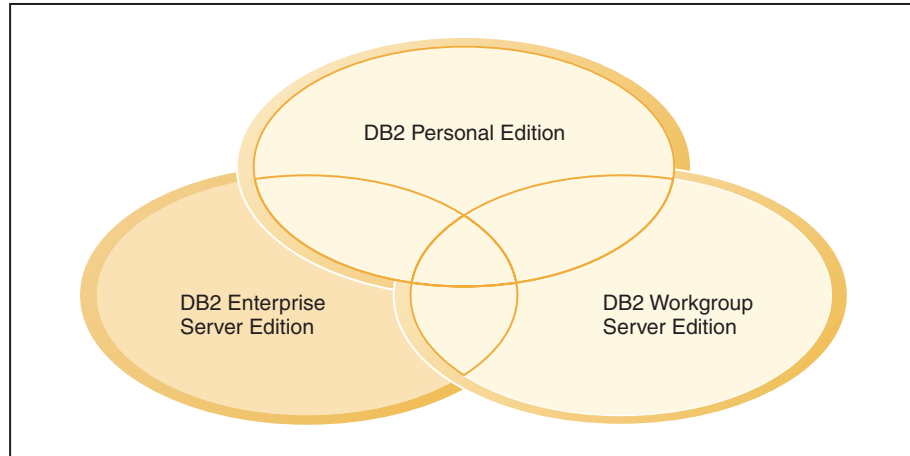 DB2 Personal Edition
DB2 Enterprise
Server Edition
DB2 Workgroup
Server Edition